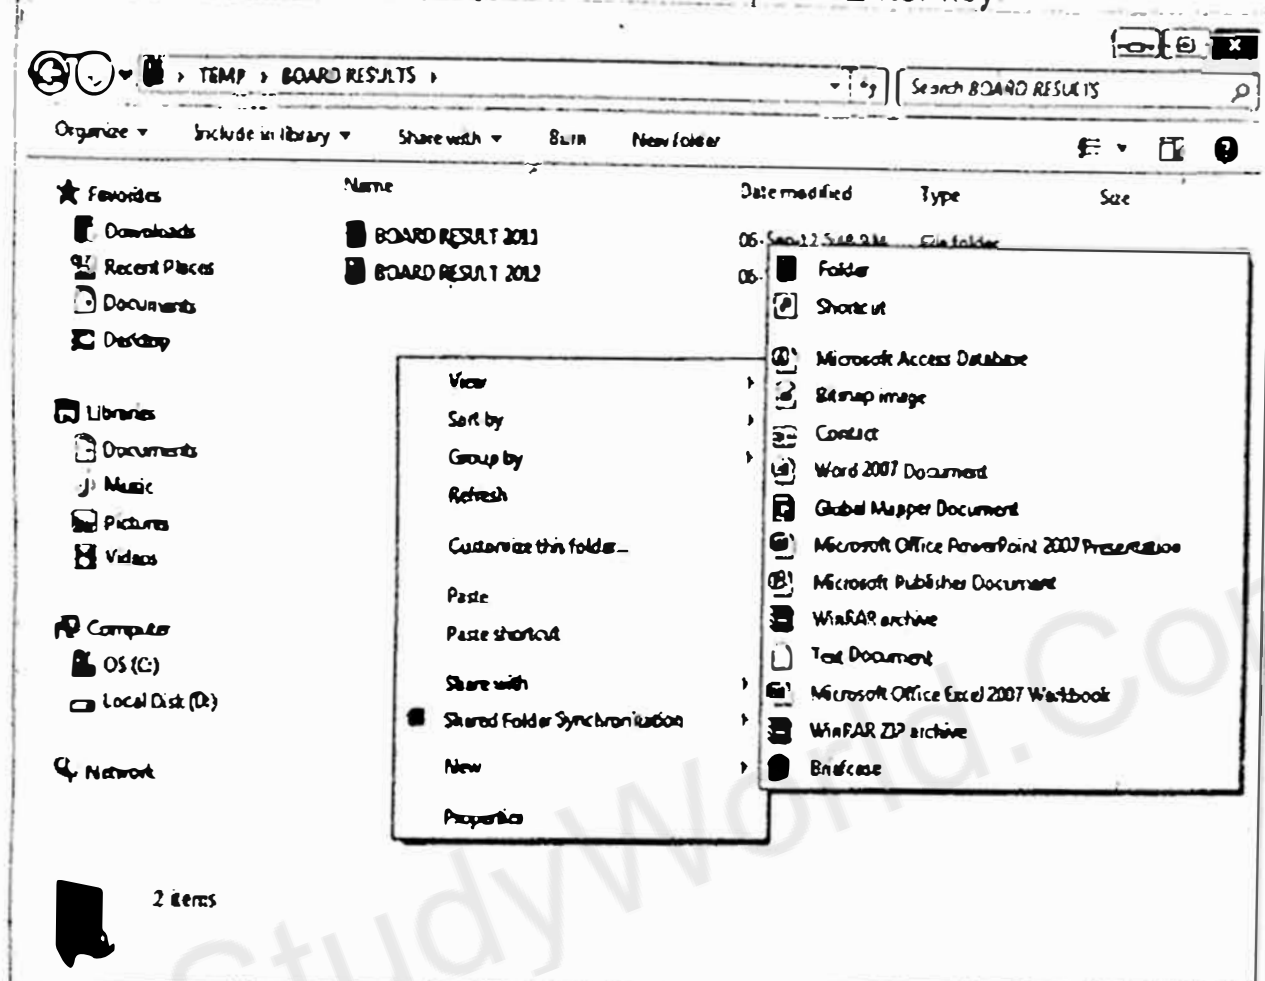 TEMP › BOARD RESULTS ›
Search BOARD RESULTS
Organize
Include in library
Share with
Burn
New folder
Name
Date modified
Type
Size
BOARD RESULT 2011
File folder
BOARD RESULT 2012
Favorites
Downloads
Recent Places
Documents
Desktop
Libraries
Documents
Music
Pictures
Videos
Computer
OS (C:)
Local Disk (D:)
Network
View
Sort by
Group by
Refresh
Customize this folder...
Paste
Paste shortcut
Share with
Shared Folder Synchronization
New
Properties
Folder
Shortcut
Microsoft Access Database
Bitmap image
Contact
Word 2007 Document
Global Mapper Document
Microsoft Office PowerPoint 2007 Presentation
Microsoft Publisher Document
WinRAR archive
Text Document
Microsoft Office Excel 2007 Workbook
WinRAR ZIP archive
Briefcase
2 items
StudyWorld.Com